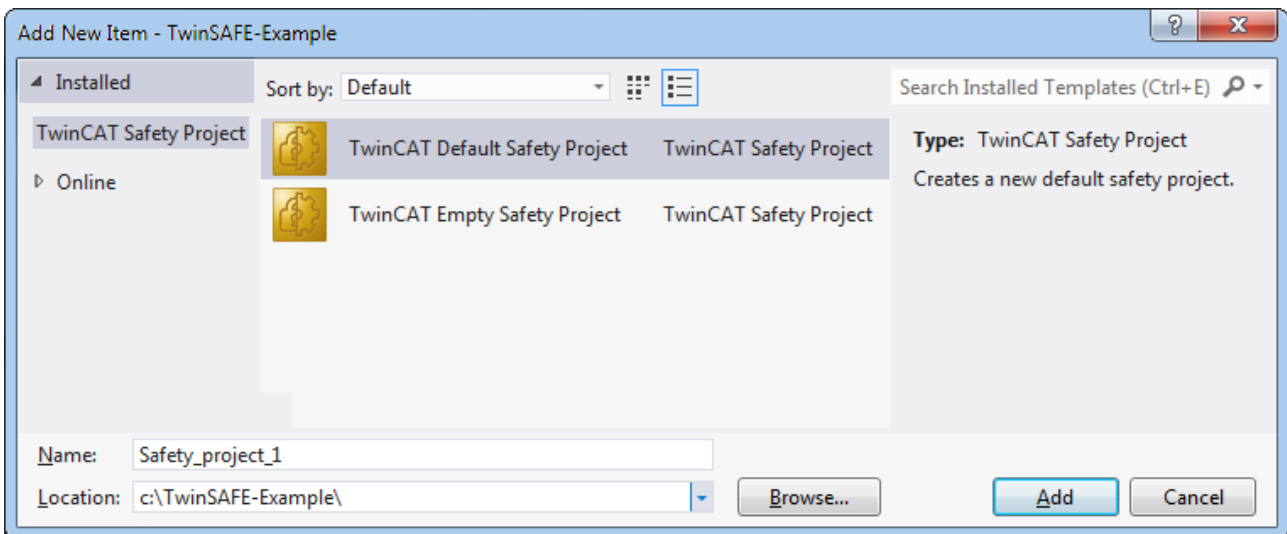 Add New Item - TwinSAFE-Example
Installed
Sort by: Default
Search Installed Templates (Ctrl+E)
TwinCAT Safety Project
TwinCAT Default Safety Project TwinCAT Safety Project
Type: TwinCAT Safety Project
Creates a new default safety project.
Online
TwinCAT Empty Safety Project TwinCAT Safety Project
Name: Safety_project_1
Location: c:\TwinSAFE-Example\
Browse...
Add
Cancel